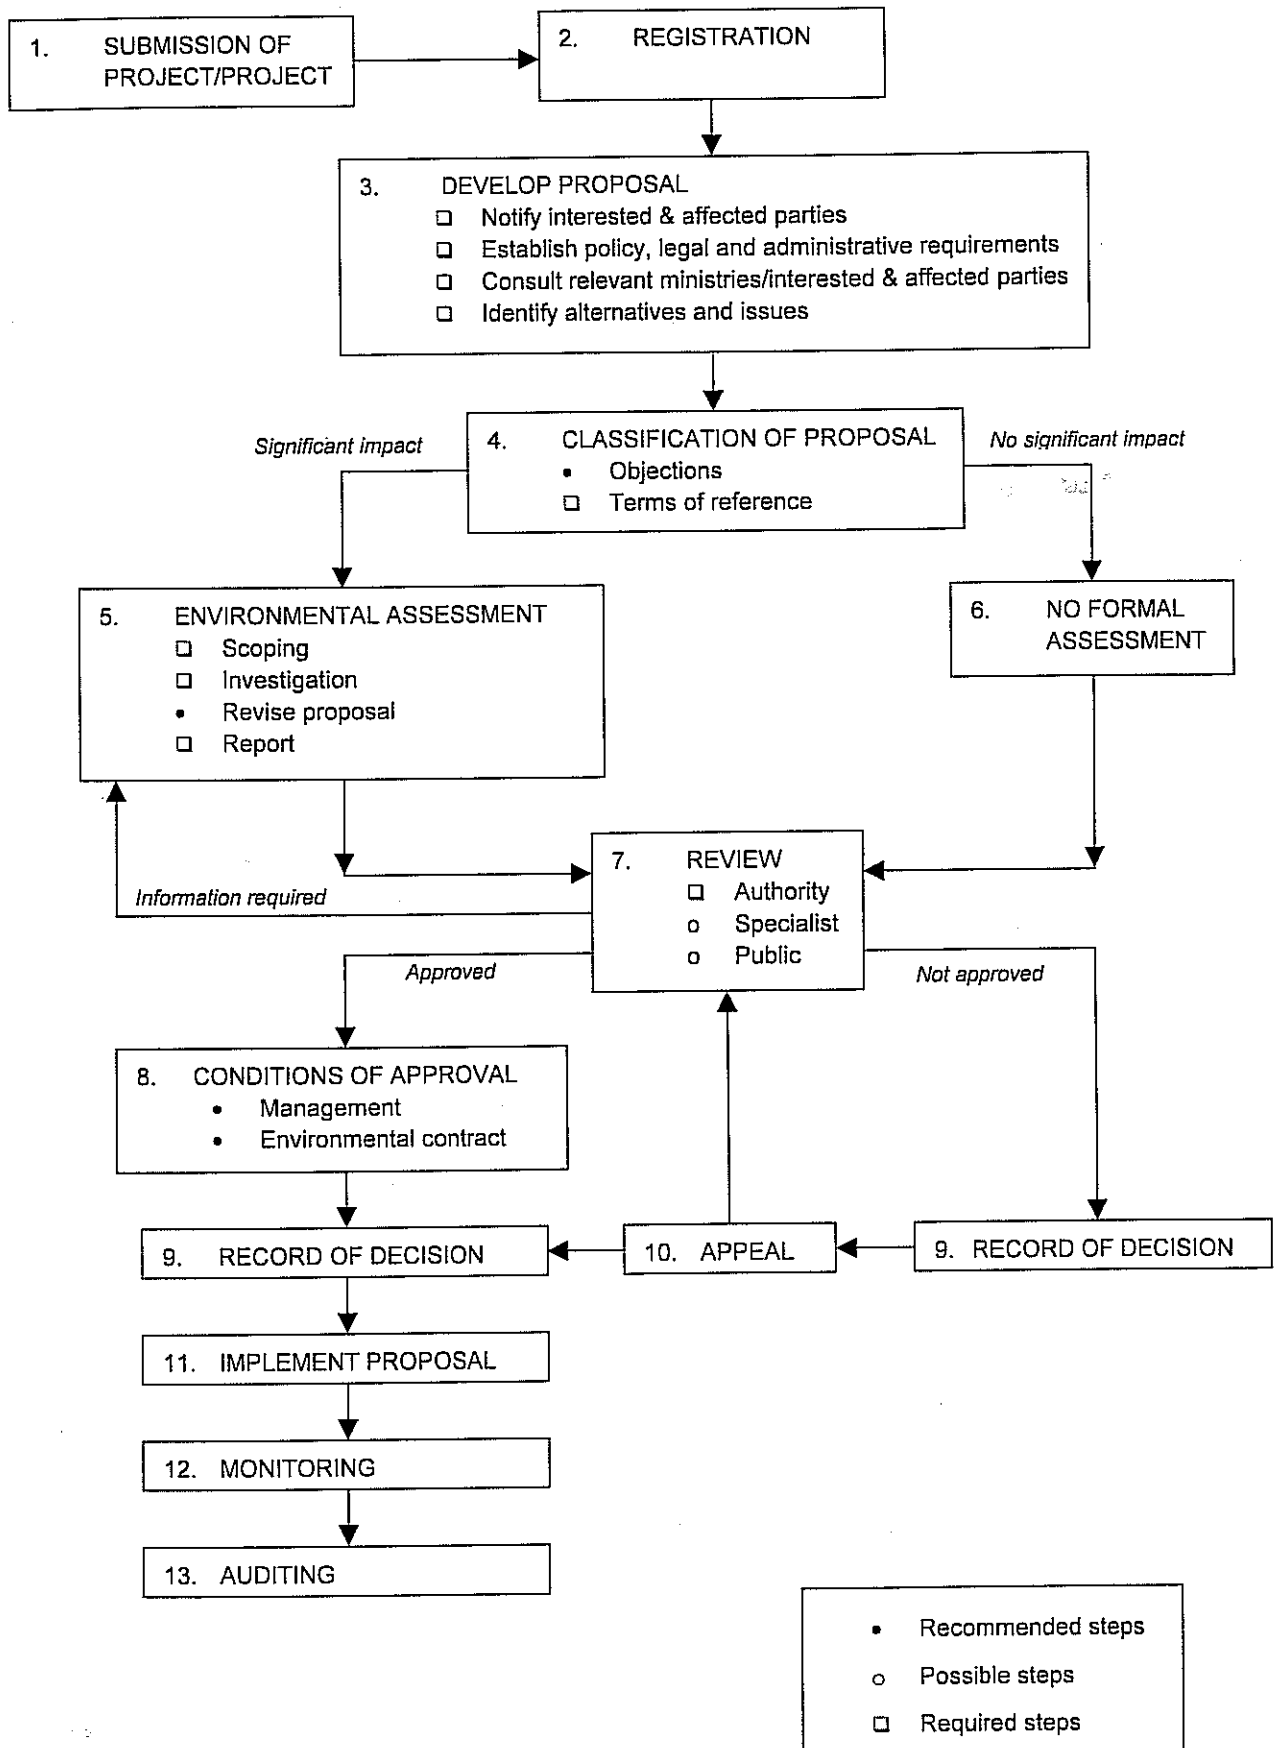 1. SUBMISSION OF
PROJECT/PROJECT
2. REGISTRATION
3. DEVELOP PROPOSAL
□ Notify interested & affected parties
□ Establish policy, legal and administrative requirements
□ Consult relevant ministries/interested & affected parties
□ Identify alternatives and issues
Significant impact
4. CLASSIFICATION OF PROPOSAL
• Objections
□ Terms of reference
No significant impact
5. ENVIRONMENTAL ASSESSMENT
□ Scoping
□ Investigation
• Revise proposal
□ Report
6. NO FORMAL
ASSESSMENT
7. REVIEW
□ Authority
o Specialist
o Public
Information required
Approved
Not approved
8. CONDITIONS OF APPROVAL
• Management
• Environmental contract
9. RECORD OF DECISION
10. APPEAL
9. RECORD OF DECISION
11. IMPLEMENT PROPOSAL
12. MONITORING
13. AUDITING
• Recommended steps
o Possible steps
□ Required steps